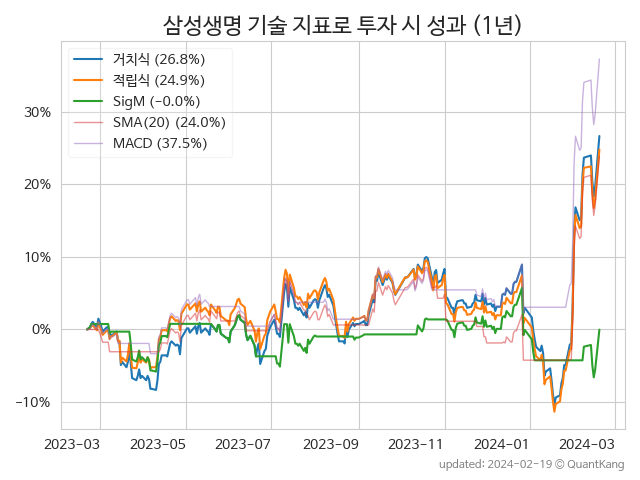 삼성생명 기술 지표로 투자 시 성과 (1년)
거치식 (26.8%)
적립식 (24.9%)
SigM (−0.0%)
SMA(20) (24.0%)
MACD (37.5%)
30%
20%
10%
0%
−10%
2023-03 2023-05 2023-07 2023-09 2023-11 2024-01 2024-03
updated: 2024-02-19 @ QuantKang